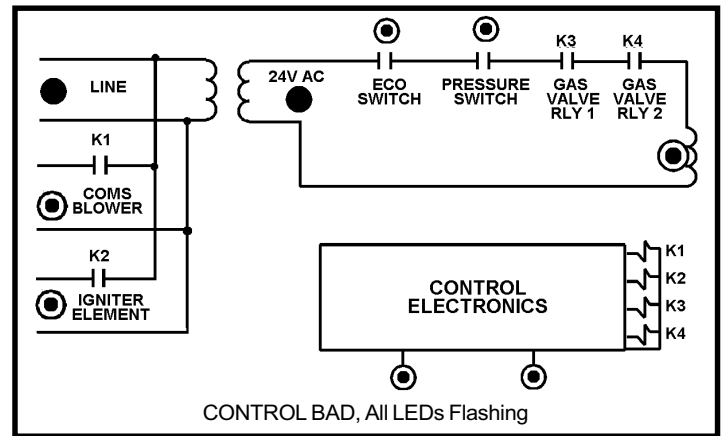 LINE
24V AC
ECO
SWITCH
PRESSURE
SWITCH
K3
GAS
VALVE
RLY 1
K4
GAS
VALVE
RLY 2
K1
COMS
BLOWER
K2
IGNITER
ELEMENT
CONTROL
ELECTRONICS
K1
K2
K3
K4
CONTROL BAD, All LEDs Flashing